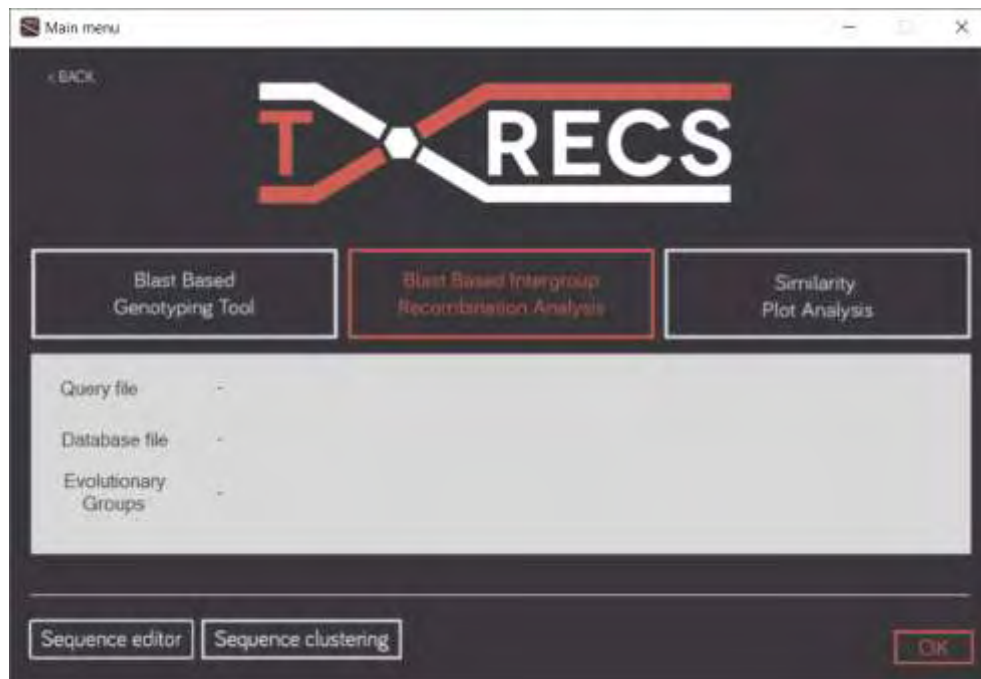 Main menu
< BACK
T RECS
Blast Based
Genotyping Tool
Blast Based Intergroup
Recombination Analysis
Similarity
Plot Analysis
Query file -
Database file -
Evolutionary
Groups -
Sequence editor
Sequence clustering
OK